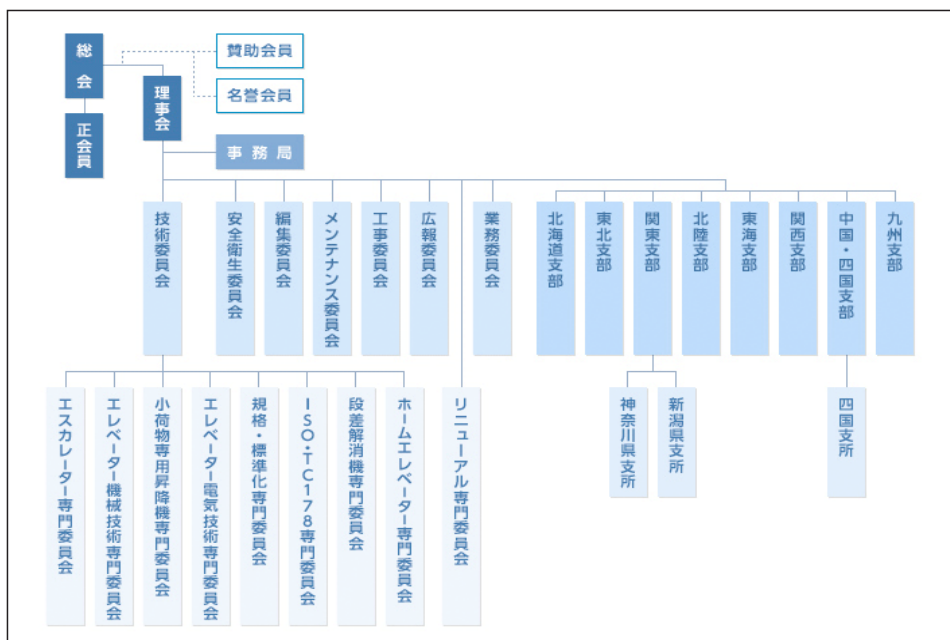 総会
賛助会員
名誉会員
理事会
正会員
事務局
技術委員会
安全衛生委員会
編集委員会
メンテナンス委員会
工事委員会
広報委員会
業務委員会
北海道支部
東北支部
関東支部
北陸支部
東海支部
関西支部
中国・四国支部
九州支部
エスカレーター専門委員会
エレベーター機械技術専門委員会
小荷物専用昇降機専門委員会
エレベーター電気技術専門委員会
規格・標準化専門委員会
ISO・TC178専門委員会
段差解消機専門委員会
ホームエレベーター専門委員会
リニューアル専門委員会
神奈川県支所
新潟県支所
四国支所